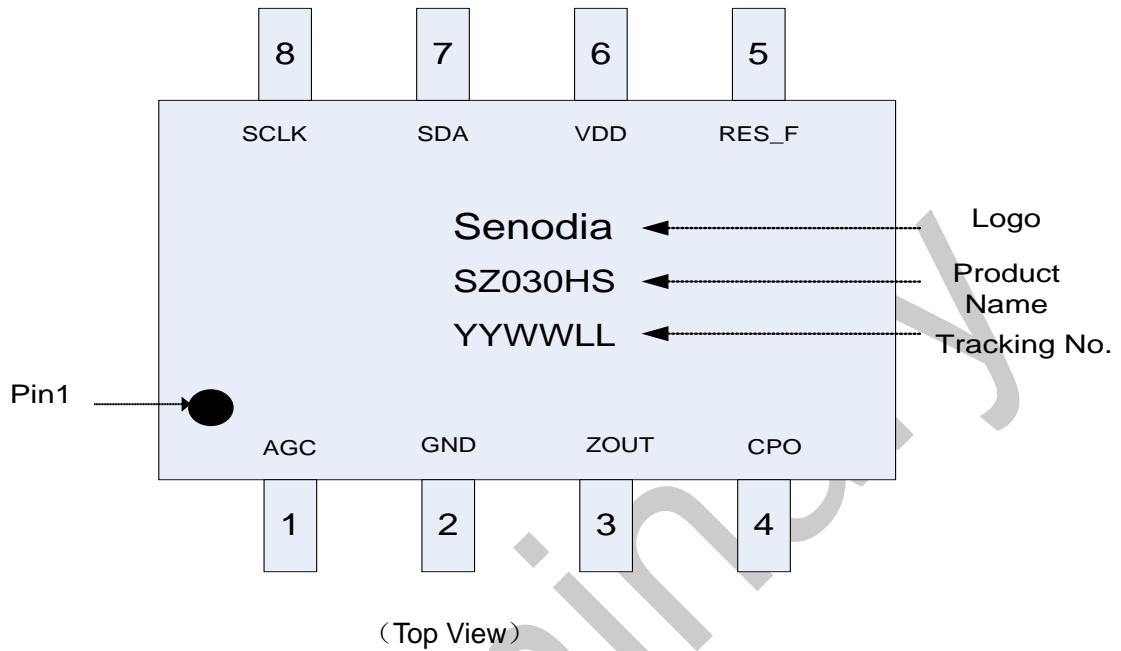 8 7 6 5
SCLK SDA VDD RES_F
Senodia
Logo
SZ030HS
Product
Name
YYWWLL
Tracking No.
Pin1
AGC GND ZOUT CPO
1 2 3 4
（Top View）